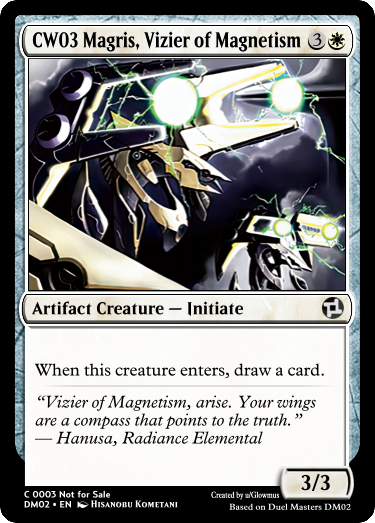 CW03 Magris, Vizier of Magnetism 3
Artifact Creature — Initiate
When this creature enters, draw a card.
“Vizier of Magnetism, arise. Your wings
are a compass that points to the truth.”
— Hanusa, Radiance Elemental
3/3
C 0003 Not for Sale
DM02 • EN Hisanobu Kometani
Created by u/Glowmus
Based on Duel Masters DM02